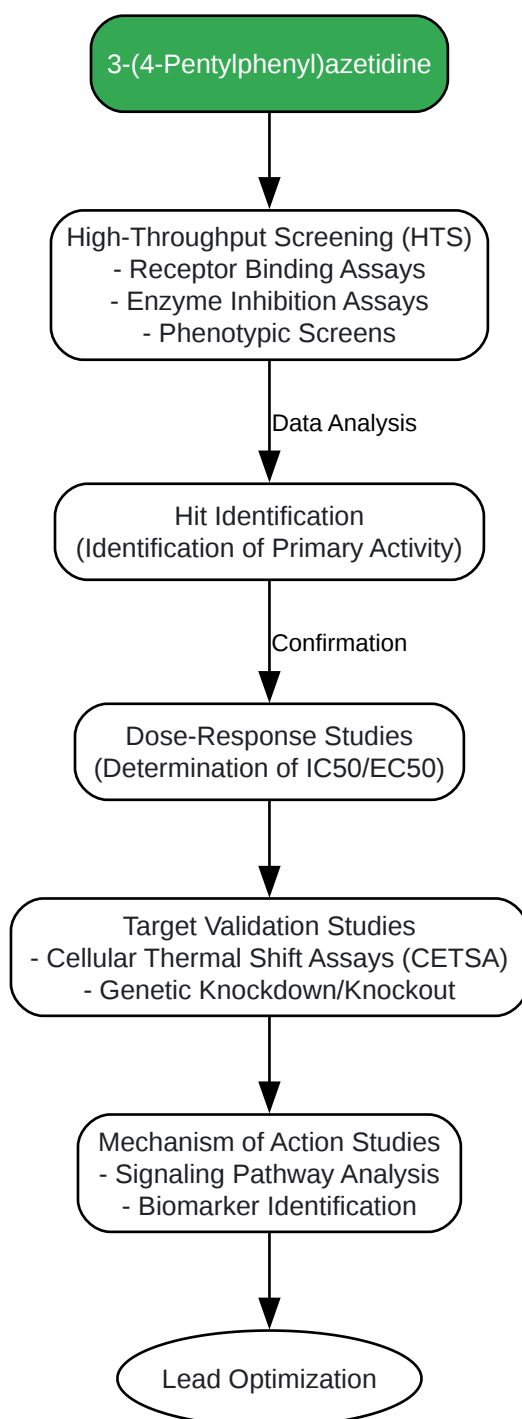 3-(4-Pentylphenyl)azetidine
High-Throughput Screening (HTS)
- Receptor Binding Assays
- Enzyme Inhibition Assays
- Phenotypic Screens
Data Analysis
Hit Identification
(Identification of Primary Activity)
Confirmation
Dose-Response Studies
(Determination of IC50/EC50)
Target Validation Studies
- Cellular Thermal Shift Assays (CETSA)
- Genetic Knockdown/Knockout
Mechanism of Action Studies
- Signaling Pathway Analysis
- Biomarker Identification
Lead Optimization